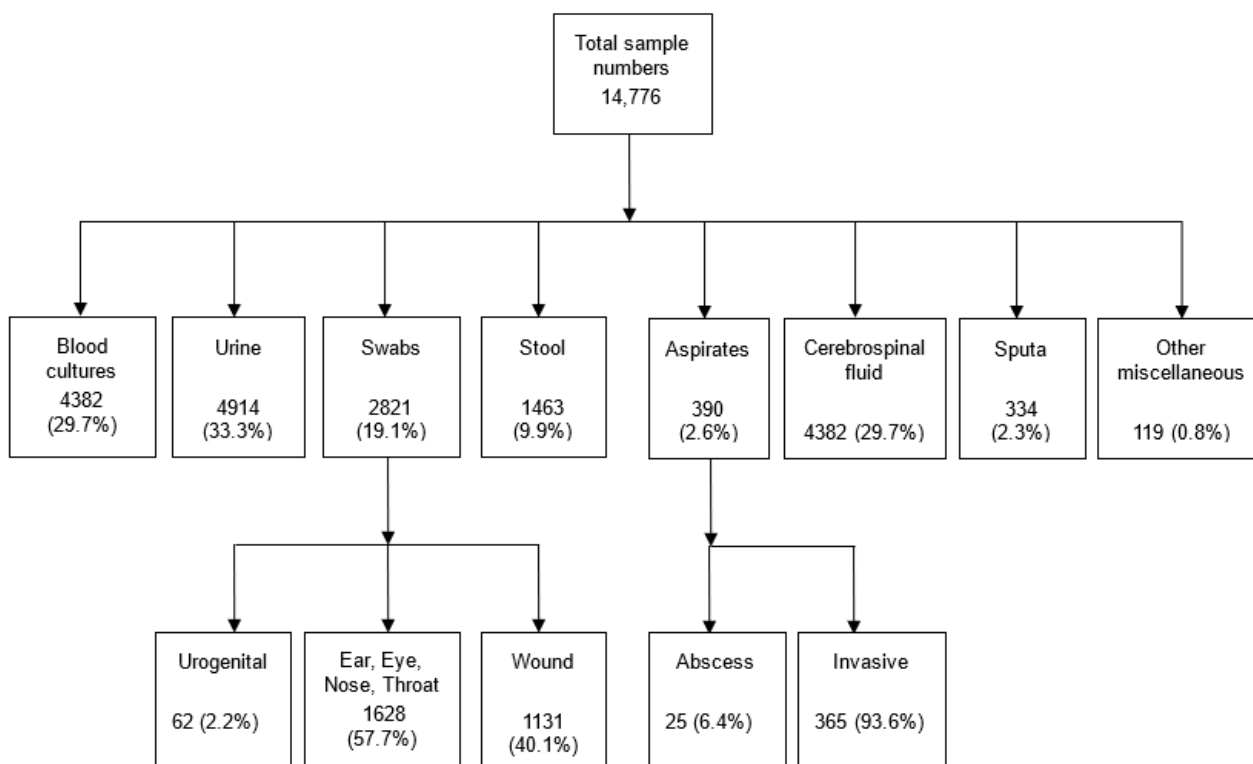 Total sample
numbers
14,776
Blood
cultures
4382
(29.7%)
Urine
4914
(33.3%)
Swabs
2821
(19.1%)
Stool
1463
(9.9%)
Aspirates
390
(2.6%)
Cerebrospinal
fluid
4382 (29.7%)
Sputa
334
(2.3%)
Other
miscellaneous
119 (0.8%)
Urogenital
62 (2.2%)
Ear, Eye,
Nose, Throat
1628
(57.7%)
Wound
1131
(40.1%)
Abscess
25 (6.4%)
Invasive
365 (93.6%)